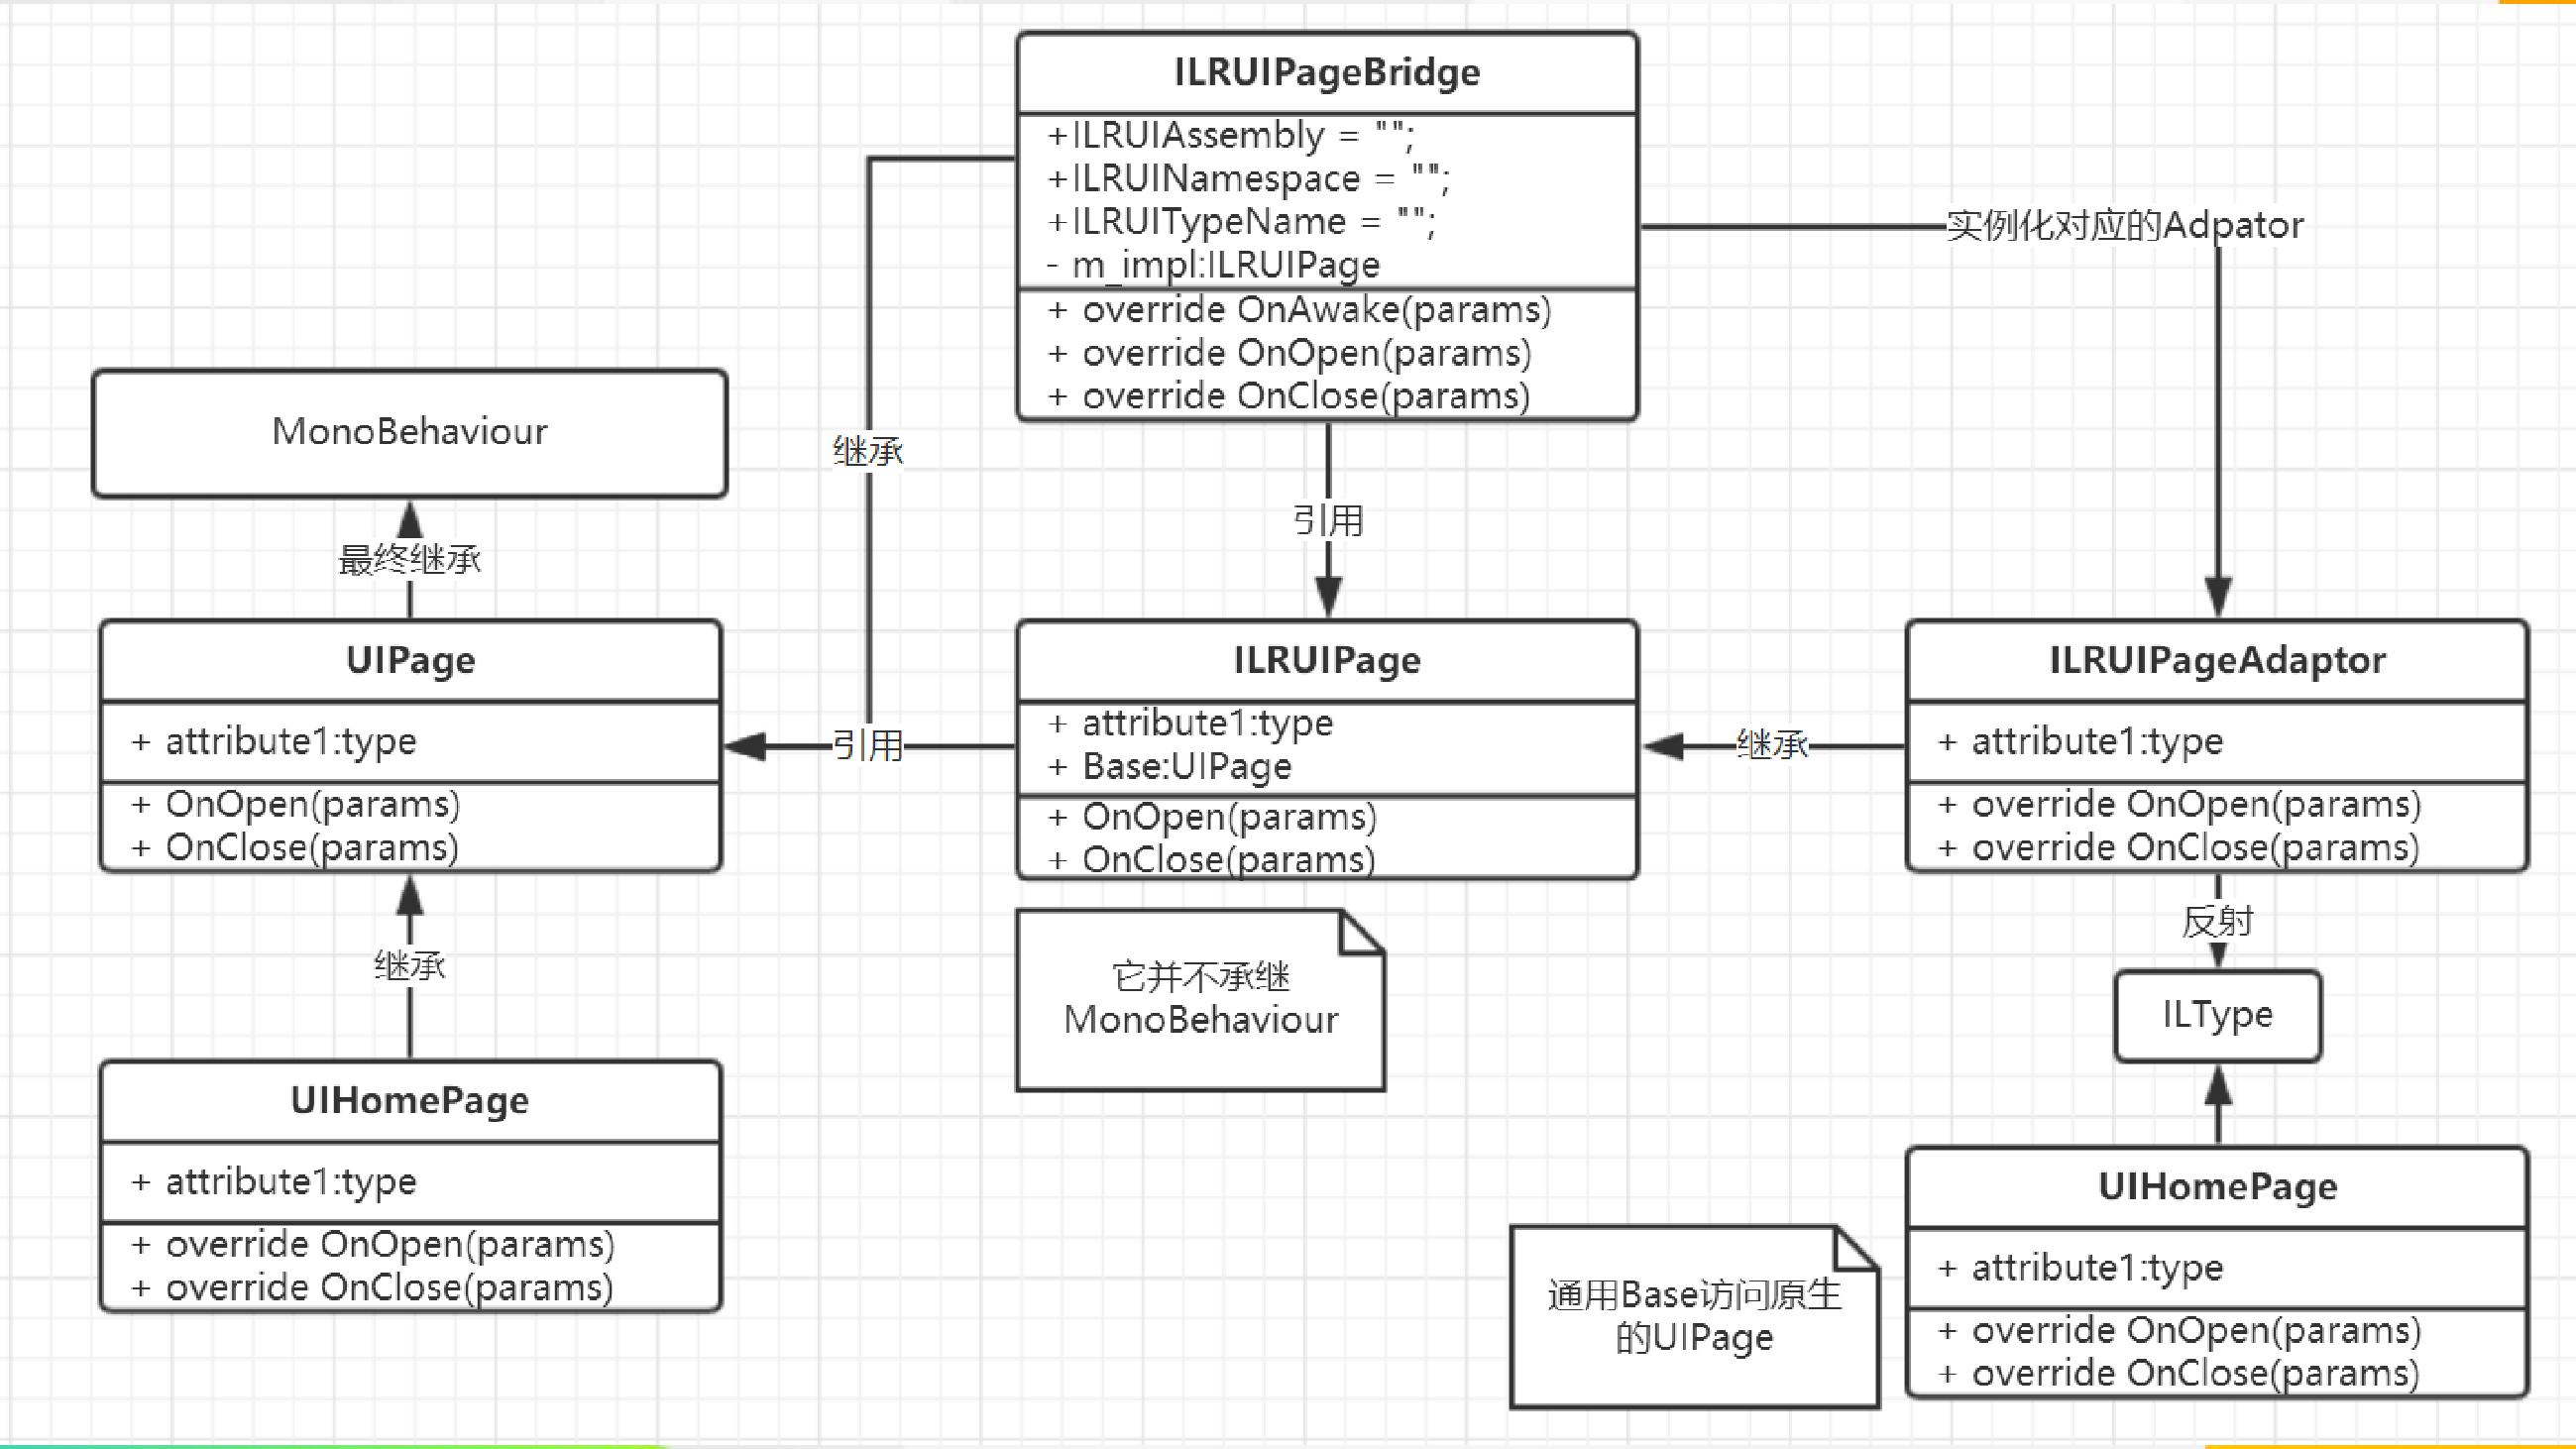 ILRUIPageBridge
+ILRUIAssembly = "";
+ILRUINamespace = "";
+ILRUITypeName = "";
- m_impl:ILRUIPage
+ override OnAwake(params)
+ override OnOpen(params)
+ override OnClose(params)
实例化对应的Adpator
继承
引用
MonoBehaviour
最终继承
UIPage
+ attribute1:type
+ OnOpen(params)
+ OnClose(params)
引用
ILRUIPage
+ attribute1:type
+ Base:UIPage
+ OnOpen(params)
+ OnClose(params)
继承
ILRUIPageAdaptor
+ attribute1:type
+ override OnOpen(params)
+ override OnClose(params)
继承
它并不承继
MonoBehaviour
反射
ILType
UIHomePage
+ attribute1:type
+ override OnOpen(params)
+ override OnClose(params)
通用Base访问原生
的UIPage
UIHomePage
+ attribute1:type
+ override OnOpen(params)
+ override OnClose(params)